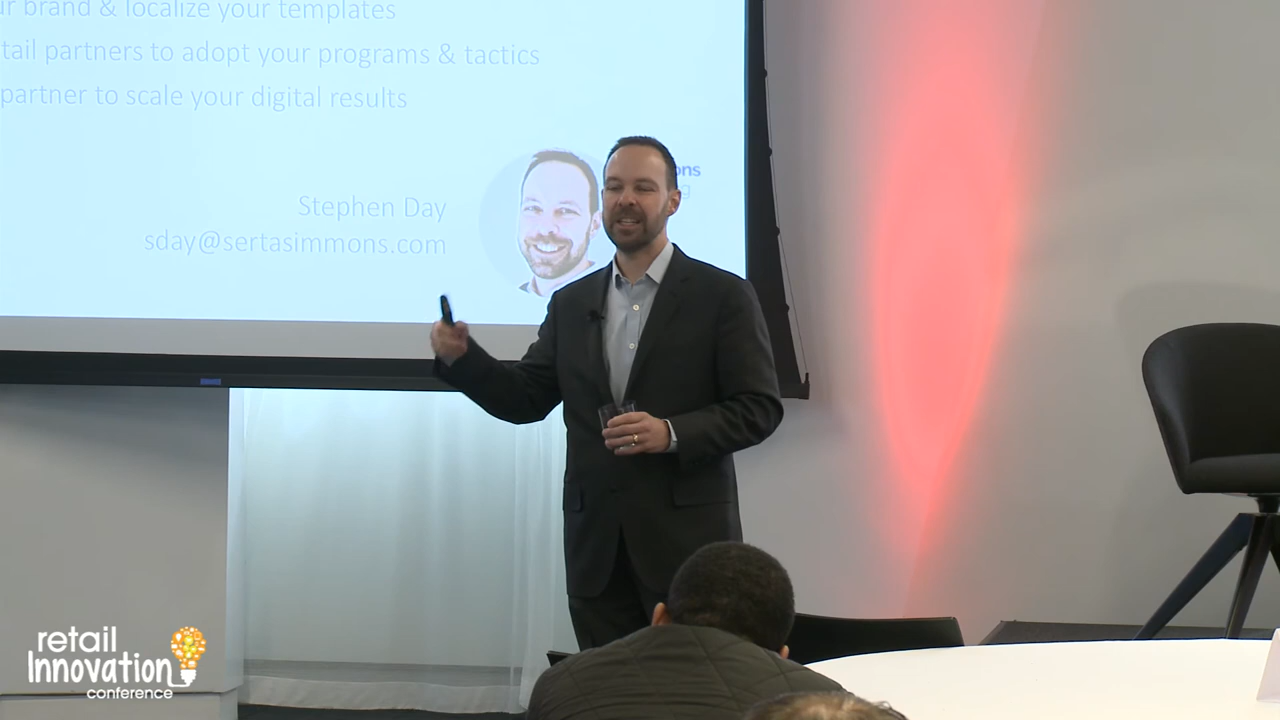 r brand & localize your templates
tail partners to adopt your programs & tactics
partner to scale your digital results
ons
g
Stephen Day
sday@sertasimmons.com
retail
Innovation
conference